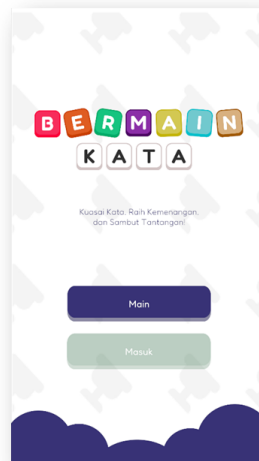 BERMAIN
KATA
Kuasai Kata, Raih Kemenangan,
dan Sambut Tantangan!
Main
Masuk